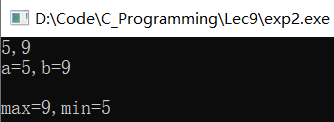 D:\Code\C_Programming\Lec9\exp2.exe
5,9
a=5,b=9
max=9,min=5